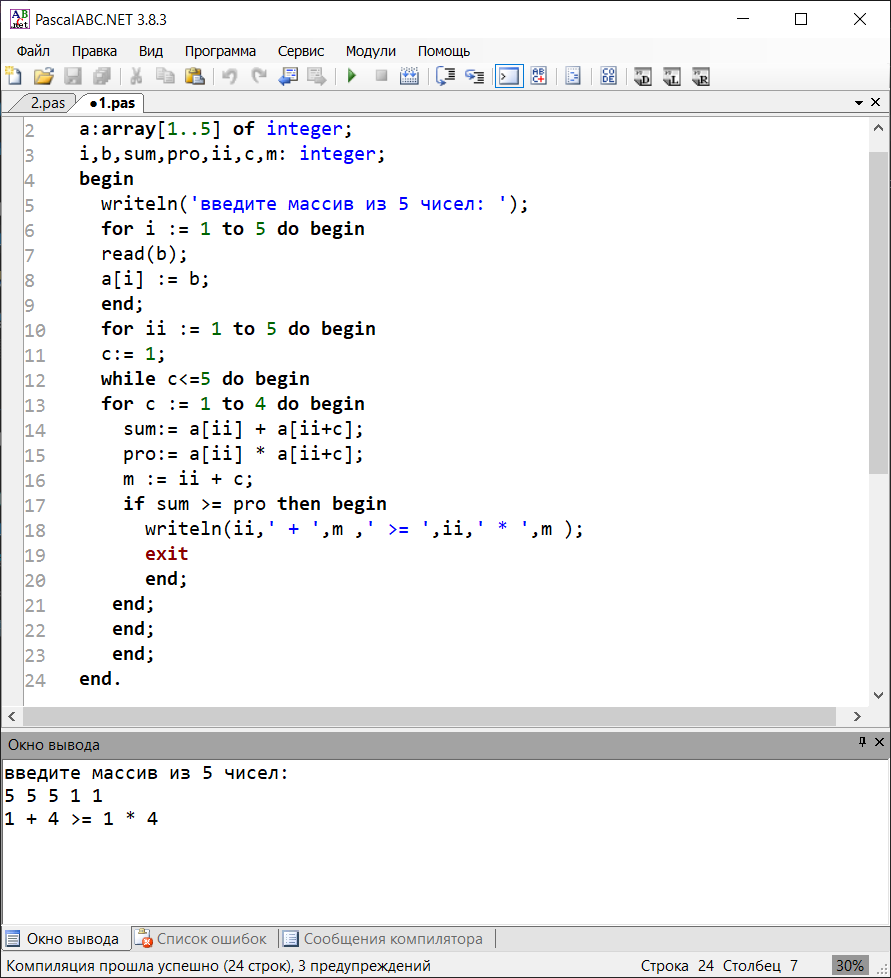 PascalABC.NET 3.8.3
Файл Правка Вид Программа Сервис Модули Помощь
2.pas ●1.pas
2 a:array[1..5] of integer;
3 i,b,sum,pro,ii,c,m: integer;
4 begin
5 writeln('введите массив из 5 чисел: ');
6 for i := 1 to 5 do begin
7 read(b);
8 a[i] := b;
9 end;
10 for ii := 1 to 5 do begin
11 c:= 1;
12 while c<=5 do begin
13 for c := 1 to 4 do begin
14 sum:= a[ii] + a[ii+c];
15 pro:= a[ii] * a[ii+c];
16 m := ii + c;
17 if sum >= pro then begin
18 writeln(ii,' + ',m ,' >= ',ii,' * ',m );
19 exit
20 end;
21 end;
22 end;
23 end;
24 end.
Окно вывода
введите массив из 5 чисел:
5 5 5 1 1
1 + 4 >= 1 * 4
Окно вывода Список ошибок Сообщения компилятора
Компиляция прошла успешно (24 строк), 3 предупреждений Строка 24 Столбец 7 30%